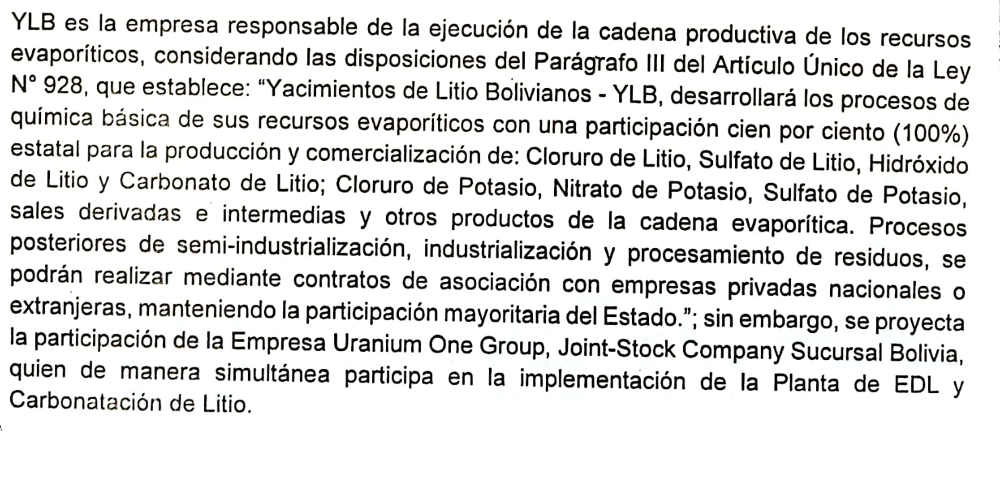 YLB es la empresa responsable de la ejecución de la cadena productiva de los recursos
evaporíticos, considerando las disposiciones del Parágrafo III del Artículo Único de la Ley
N° 928, que establece: “Yacimientos de Litio Bolivianos - YLB, desarrollará los procesos de
química básica de sus recursos evaporíticos con una participación cien por ciento (100%)
estatal para la producción y comercialización de: Cloruro de Litio, Sulfato de Litio, Hidróxido
de Litio y Carbonato de Litio; Cloruro de Potasio, Nitrato de Potasio, Sulfato de Potasio,
sales derivadas e intermedias y otros productos de la cadena evaporítica. Procesos
posteriores de semi-industrialización, industrialización y procesamiento de residuos, se
podrán realizar mediante contratos de asociación con empresas privadas nacionales o
extranjeras, manteniendo la participación mayoritaria del Estado.”; sin embargo, se proyecta
la participación de la Empresa Uranium One Group, Joint-Stock Company Sucursal Bolivia,
quien de manera simultánea participa en la implementación de la Planta de EDL y
Carbonatación de Litio.